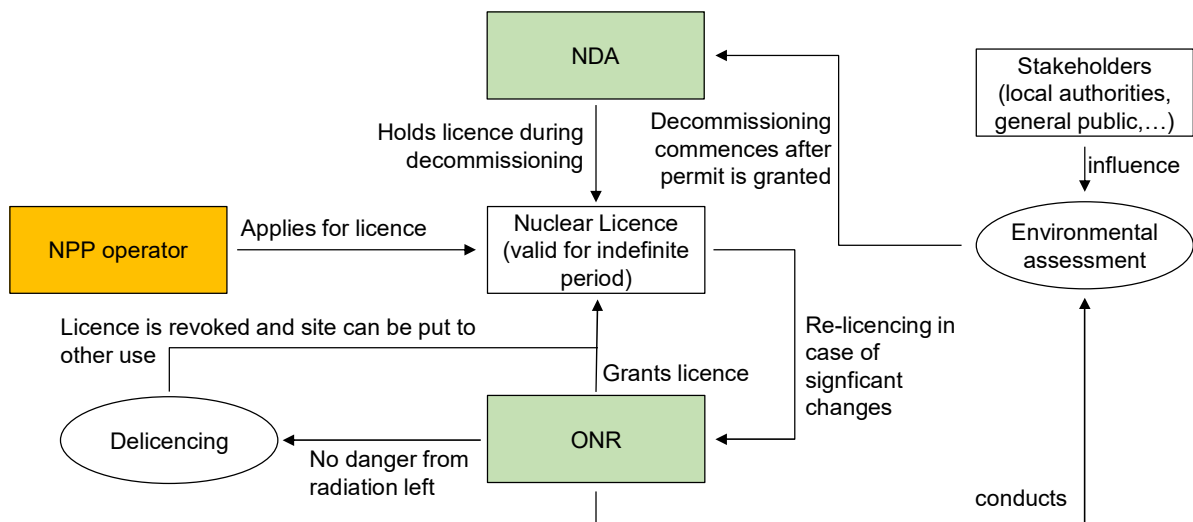 NDA
Stakeholders
(local authorities,
general public,…)
Holds licence during
decommissioning
Decommissioning
commences after
permit is granted
influence
NPP operator
Applies for licence
Nuclear Licence
(valid for indefinite
period)
Environmental
assessment
Licence is revoked and site can be put to
other use
Re-licencing in
case of
signficant
changes
Grants licence
Delicencing
No danger from
radiation left
ONR
conducts